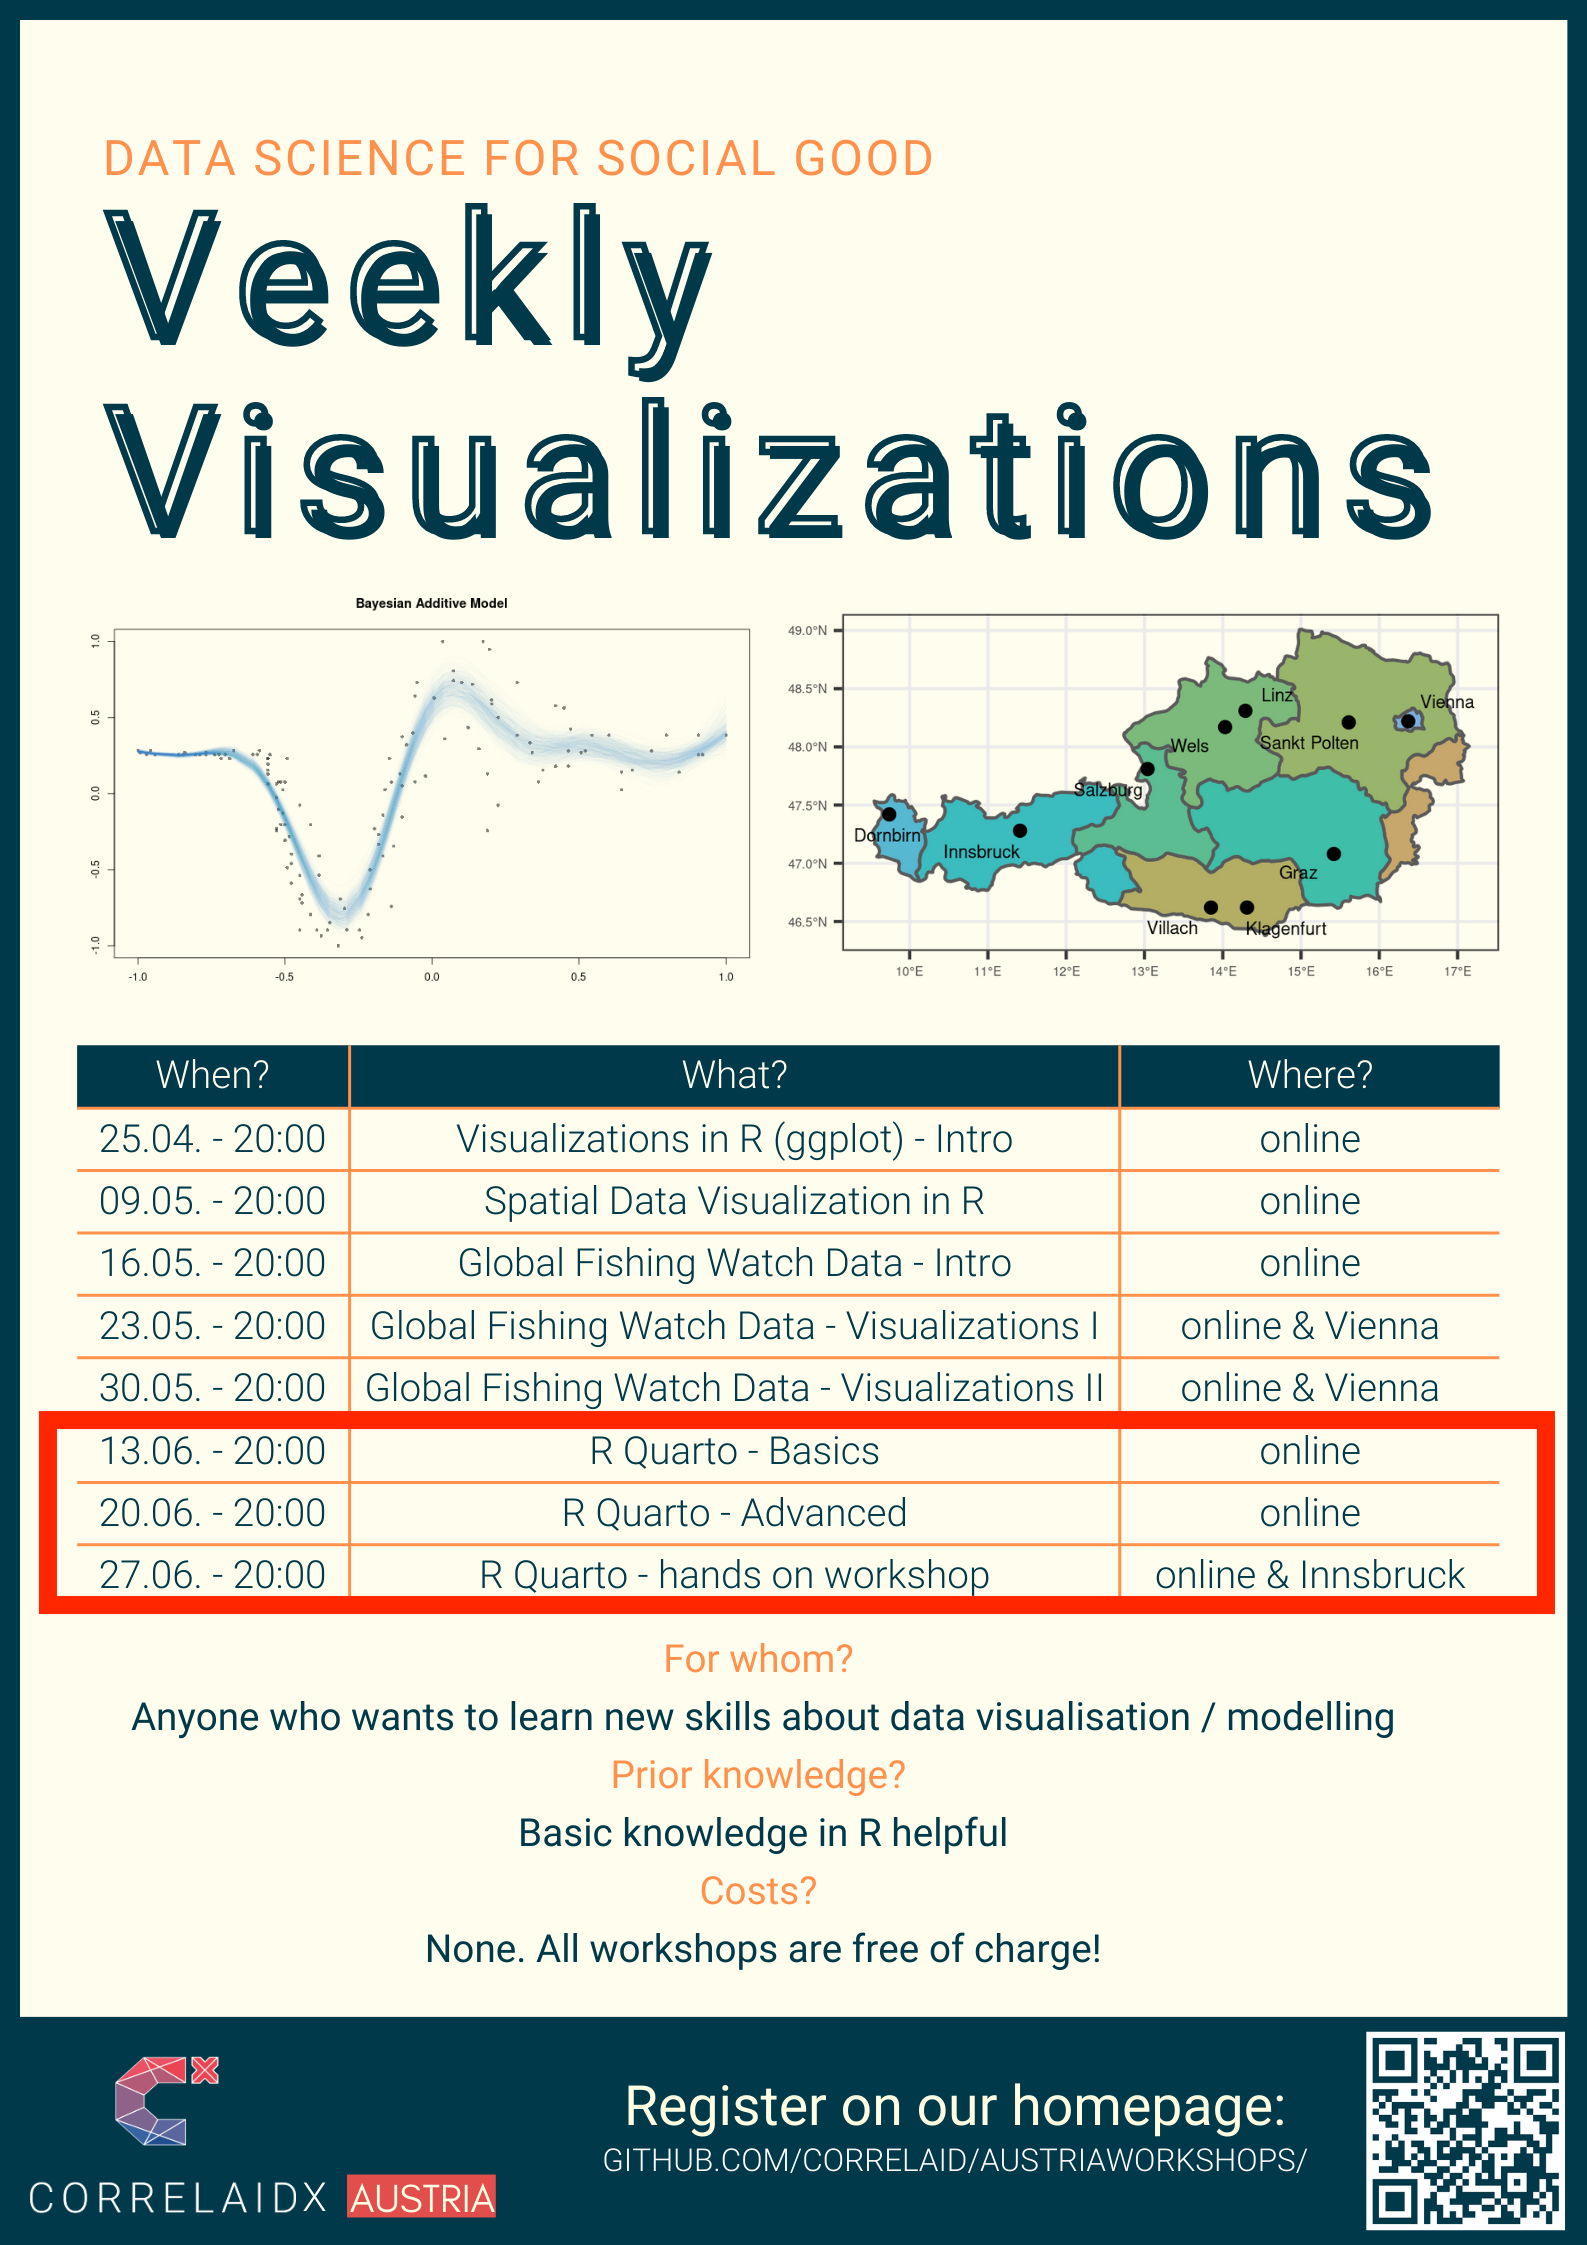 DATA SCIENCE FOR SOCIAL GOOD
Veekly
Visualizations
Bayesian Additive Model
1.0
0.5
0.0
-0.5
-1.0
-1.0 -0.5 0.0 0.5 1.0
49.0°N
48.5°N
48.0°N
47.5°N
47.0°N
46.5°N
Linz
Vienna
Wels
Sankt Polten
Salzburg
Dornbirn
Innsbruck
Graz
Villach
Klagenfurt
10°E 11°E 12°E 13°E 14°E 15°E 16°E 17°E
When? What? Where?
25.04. - 20:00 Visualizations in R (ggplot) - Intro online
09.05. - 20:00 Spatial Data Visualization in R online
16.05. - 20:00 Global Fishing Watch Data - Intro online
23.05. - 20:00 Global Fishing Watch Data - Visualizations I online & Vienna
30.05. - 20:00 Global Fishing Watch Data - Visualizations II online & Vienna
13.06. - 20:00 R Quarto - Basics online
20.06. - 20:00 R Quarto - Advanced online
27.06. - 20:00 R Quarto - hands on workshop online & Innsbruck
For whom?
Anyone who wants to learn new skills about data visualisation / modelling
Prior knowledge?
Basic knowledge in R helpful
Costs?
None. All workshops are free of charge!
Register on our homepage:
GITHUB.COM/CORRELAID/AUSTRIAWORKSHOPS/
CORRELAIDX AUSTRIA